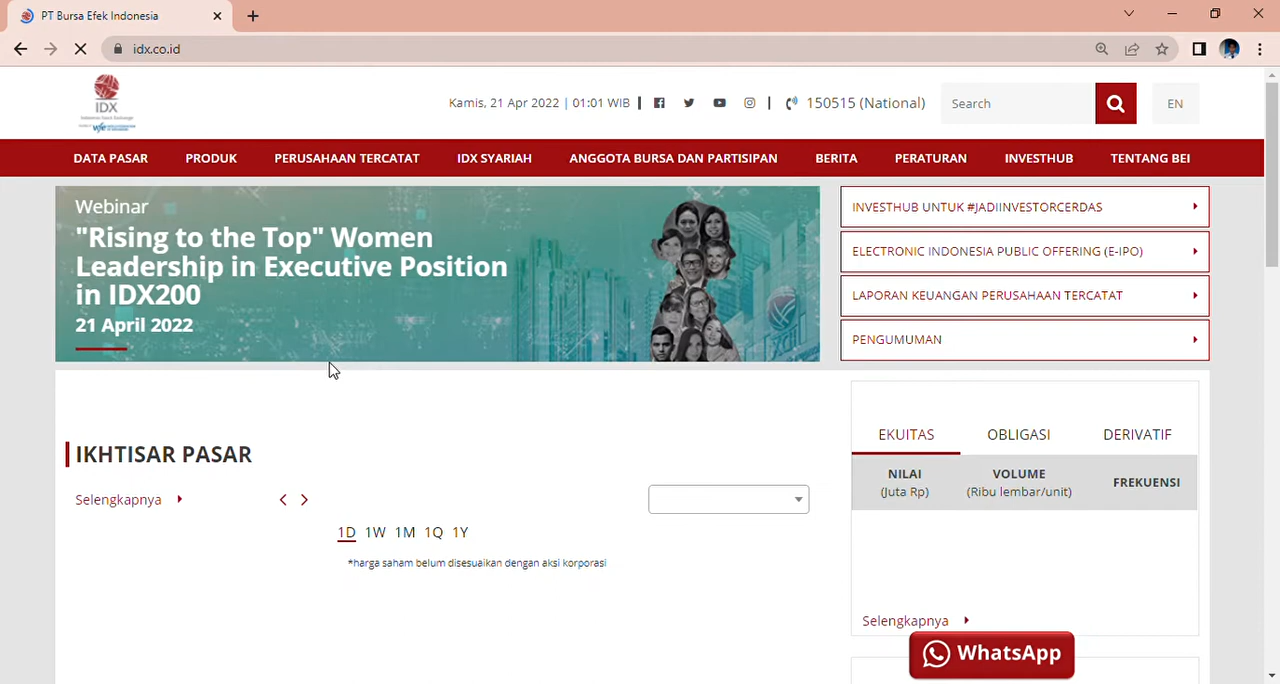 PT Bursa Efek Indonesia
idx.co.id
IDX
Kamis, 21 Apr 2022 | 01:01 WIB
150515 (National)
Search
EN
DATA PASAR PRODUK PERUSAHAAN TERCATAT IDX SYARIAH ANGGOTA BURSA DAN PARTISIPAN BERITA PERATURAN INVESTHUB TENTANG BEI
Webinar
"Rising to the Top" Women
Leadership in Executive Position
in IDX200
21 April 2022
INVESTHUB UNTUK #JADIINVESTORCERDAS
ELECTRONIC INDONESIA PUBLIC OFFERING (E-IPO)
LAPORAN KEUANGAN PERUSAHAAN TERCATAT
PENGUMUMAN
IKHTISAR PASAR
Selengkapnya
1D 1W 1M 1Q 1Y
*harga saham belum disesuaikan dengan aksi korporasi
EKUITAS OBLIGASI DERIVATIF
NILAI
(Juta Rp)
VOLUME
(Ribu lembar/unit)
FREKUENSI
Selengkapnya
WhatsApp